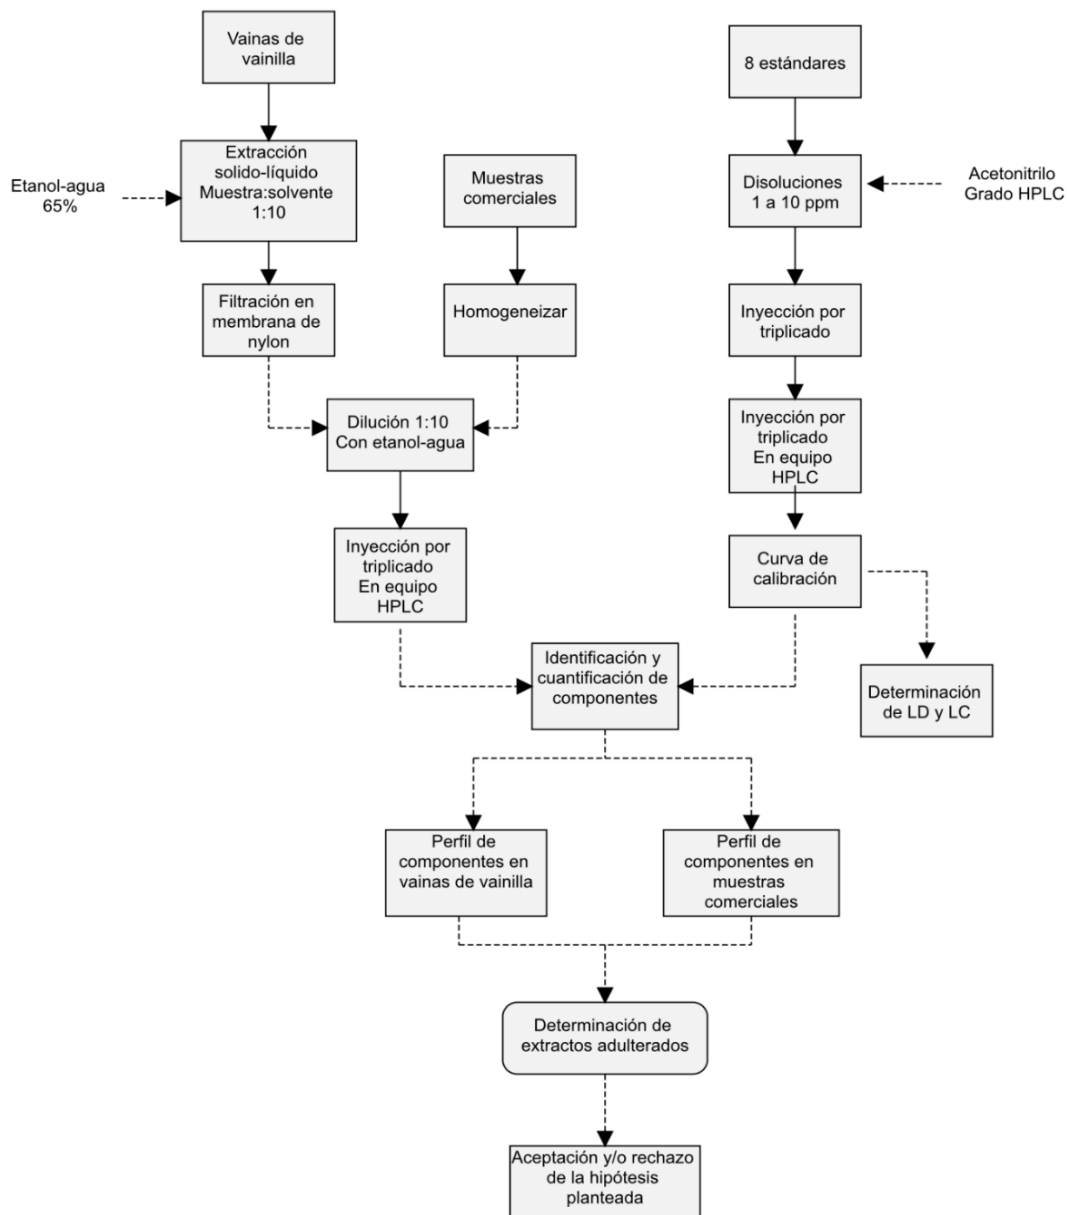 Vainas de
vainilla
8 estándares
Extracción
solido-líquido
Muestra:solvente
1:10
Etanol-agua
65%
Muestras
comerciales
Disoluciones
1 a 10 ppm
Acetonitrilo
Grado HPLC
Filtración en
membrana de
nylon
Homogeneizar
Inyección por
triplicado
Dilución 1:10
Con etanol-agua
Inyección por
triplicado
En equipo
HPLC
Inyección por
triplicado
En equipo
HPLC
Curva de
calibración
Identificación y
cuantificación de
componentes
Determinación
de LD y LC
Perfil de
componentes en
vainas de vainilla
Perfil de
componentes en
muestras
comerciales
Determinación de
extractos adulterados
Aceptación y/o rechazo
de la hipótesis
planteada